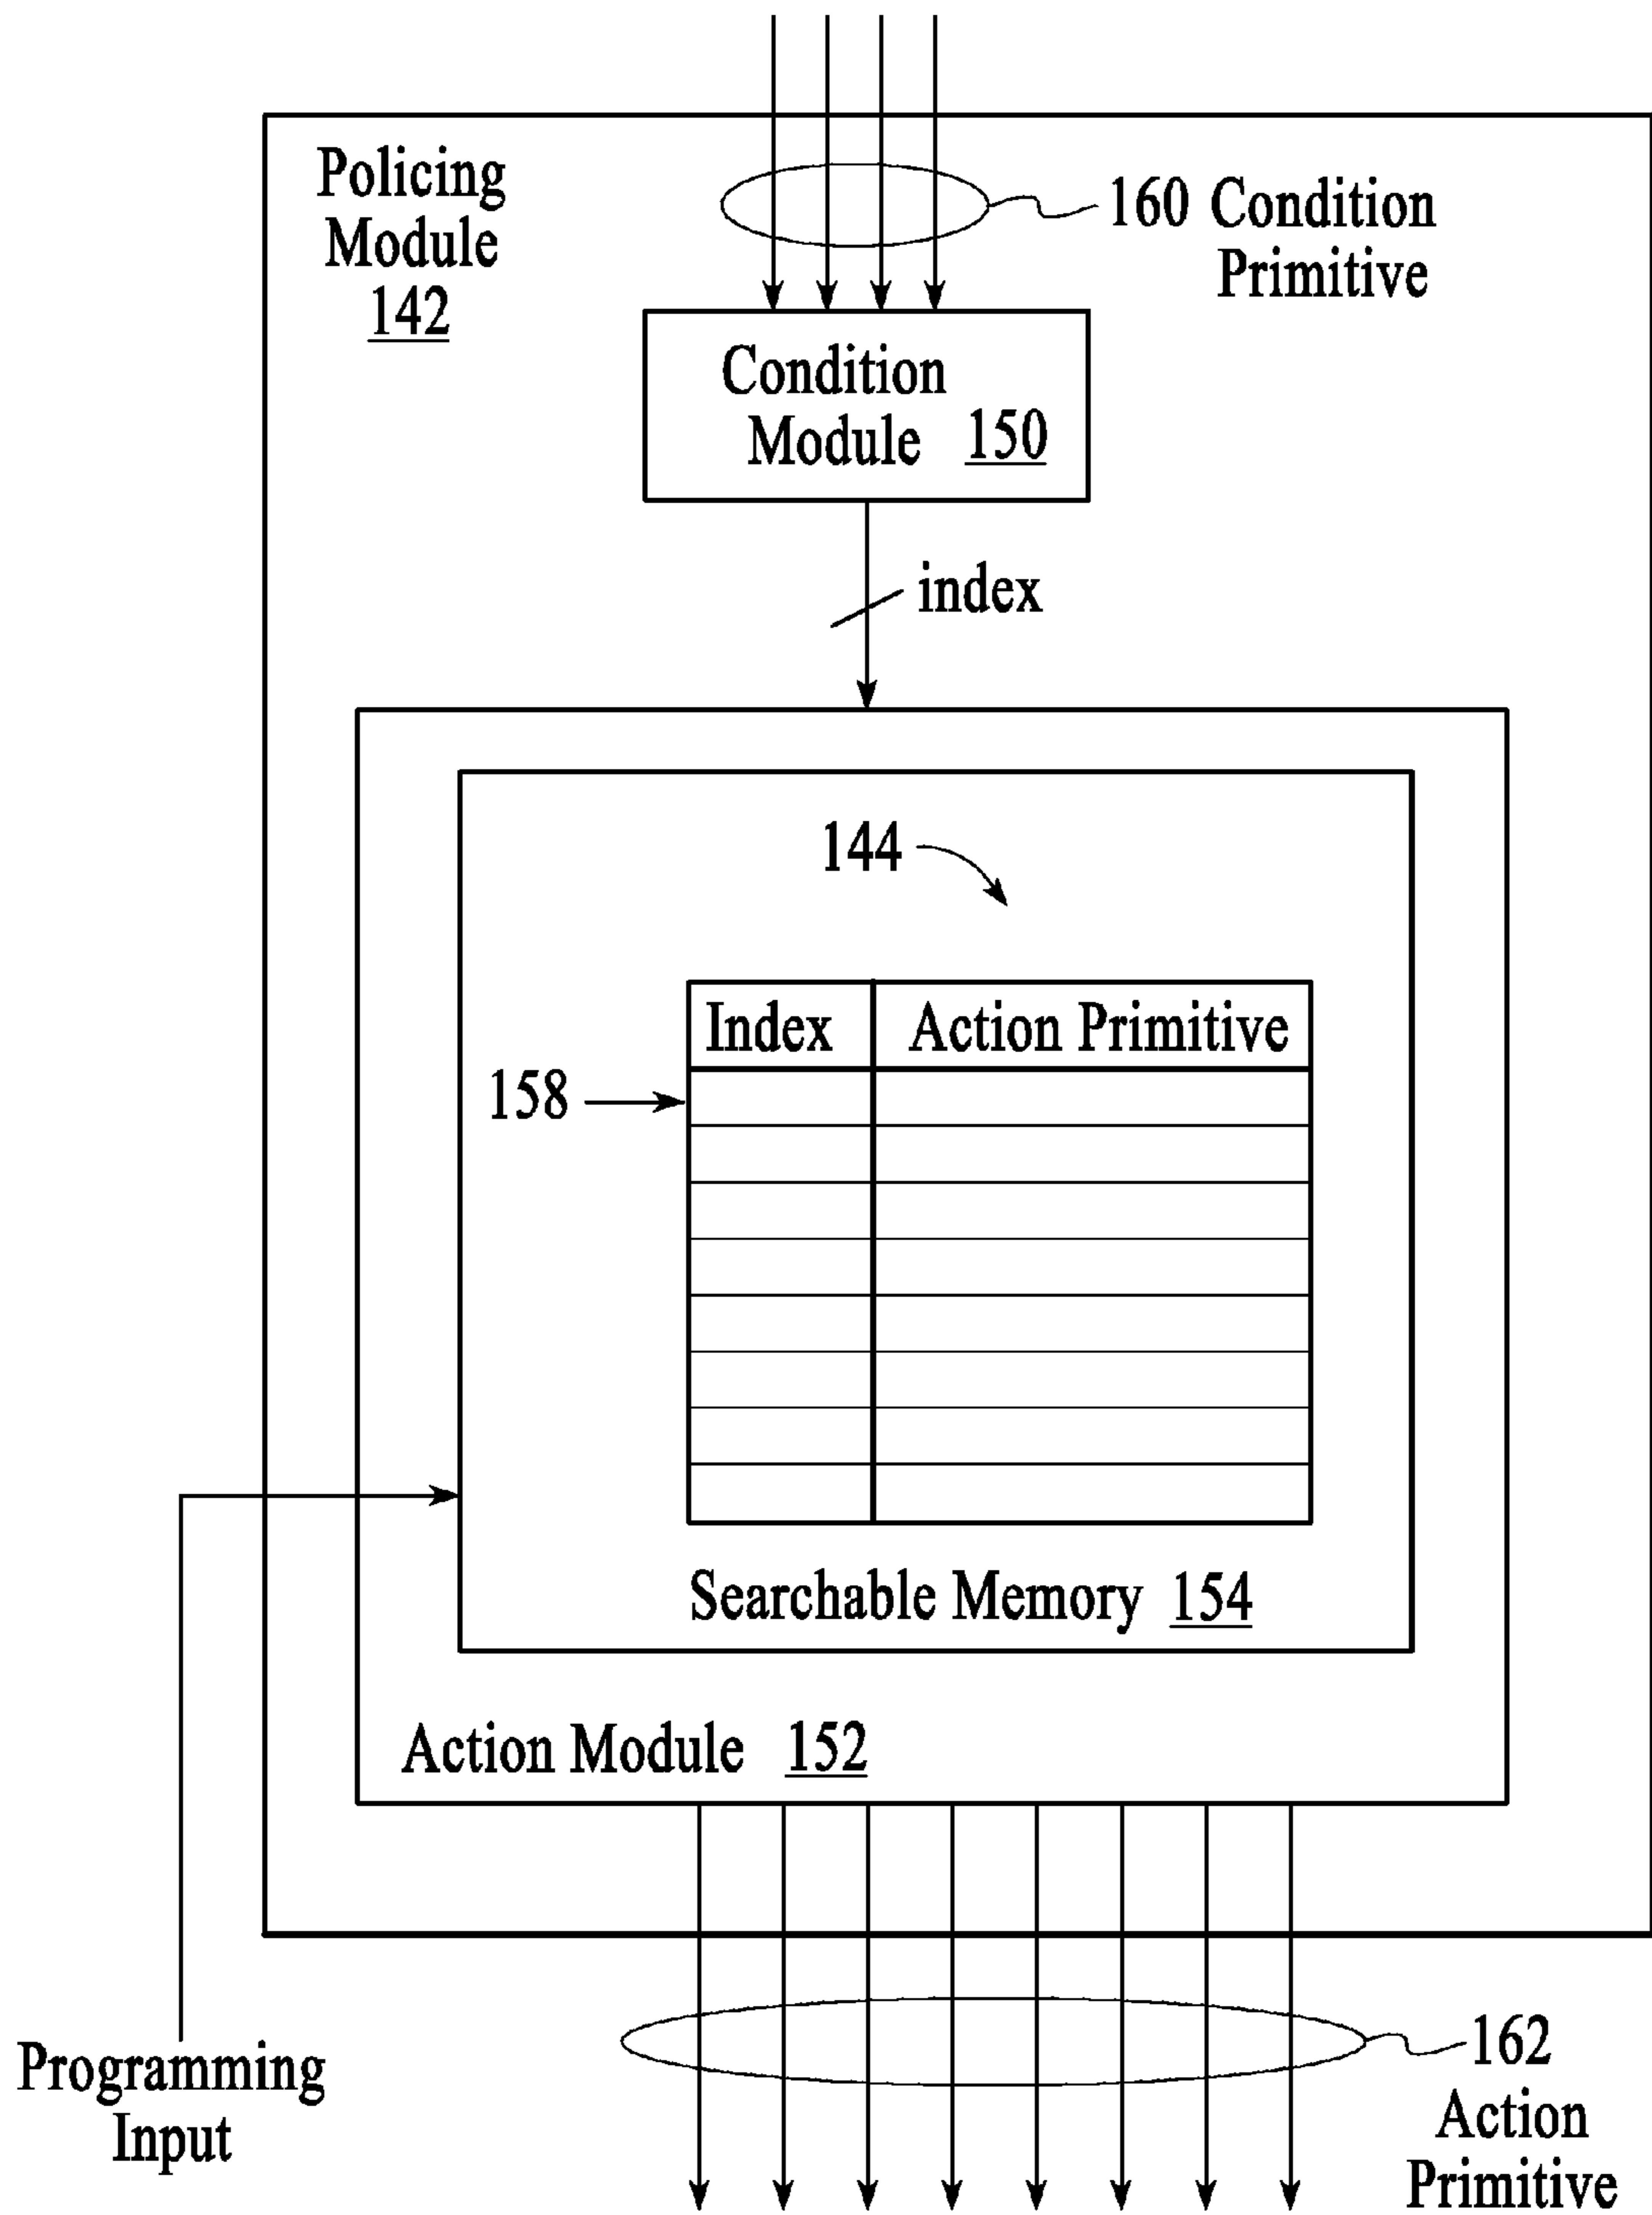 Policing
Module
142
160 Condition
Primitive
Condition
Module 150
index
144
Index Action Primitive
158
Searchable Memory 154
Action Module 152
Programming
Input
162
Action
Primitive